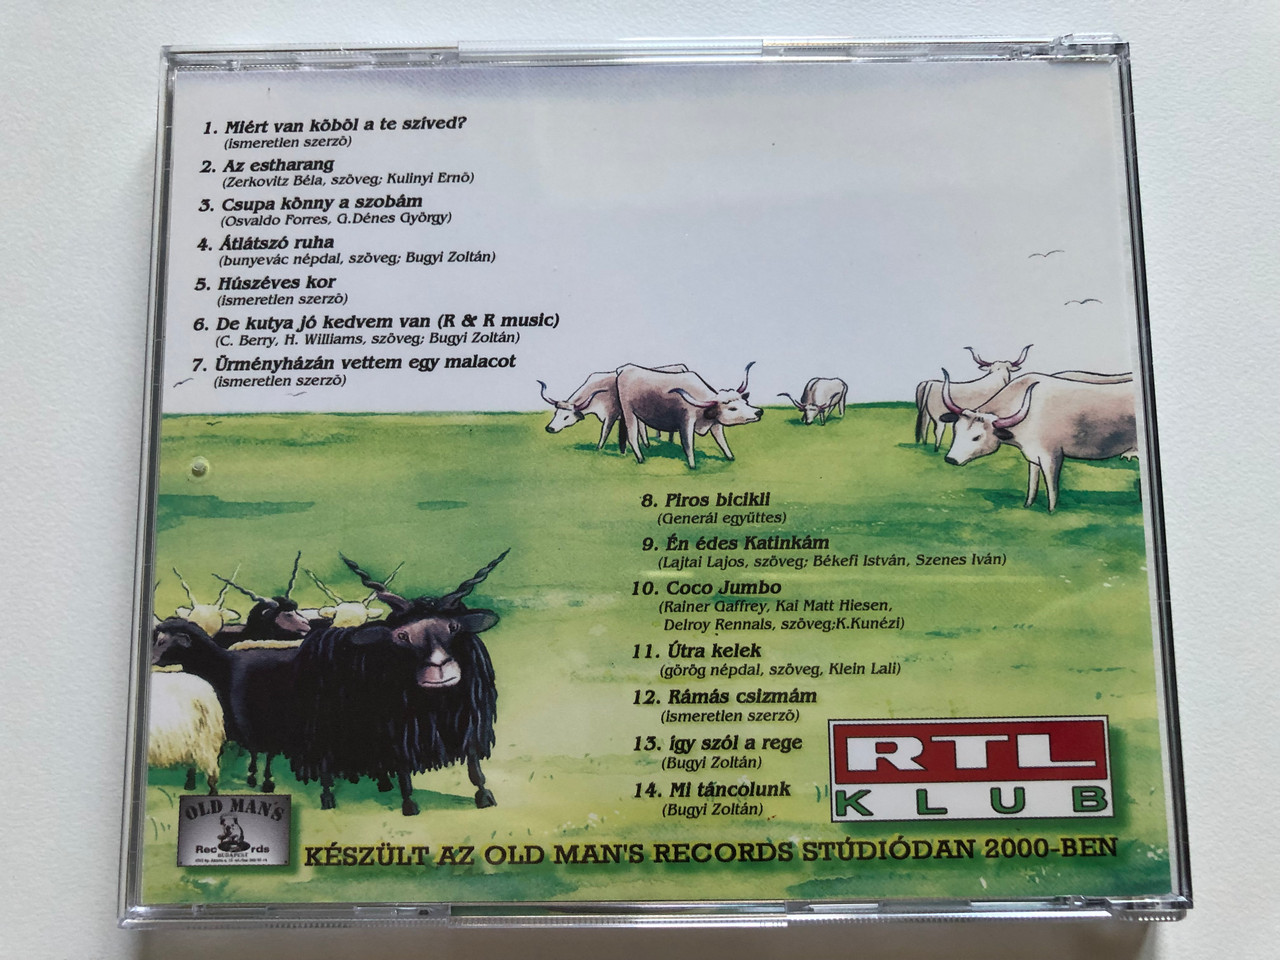 1. Miért van kõbõl a te szíved?
(ismeretlen szerzõ)
2. Az estharang
(Zerkovitz Béla, szöveg; Kulinyi Ernõ)
3. Csupa könny a szobám
(Osvaldo Forres, G.Dénes György)
4. Átlátszó ruha
(bunyevác népdal, szöveg; Bugyi Zoltán)
5. Húszéves kor
(ismeretlen szerzõ)
6. De kutya jó kedvem van (R & R music)
(C. Berry, H. Williams, szöveg; Bugyi Zoltán)
7. Ürményházán vettem egy malacot
(ismeretlen szerzõ)
8. Piros bicikli
(Generál együttes)
9. Én édes Katinkám
(Lajtai Lajos, szöveg; Békefi István, Szenes Iván)
10. Coco Jumbo
(Rainer Gaffrey, Kai Matt Hiesen,
Delroy Rennals, szöveg;K.Kunézi)
11. Útra kelek
(görög népdal, szöveg, Klein Lali)
12. Rámás csizmám
(ismeretlen szerzõ)
13. így szól a rege
(Bugyi Zoltán)
14. Mi táncolunk
(Bugyi Zoltán)
RTL
KLUB
OLD MAN'S
Records
BUDAPEST
KÉSZÜLT AZ OLD MAN'S RECORDS STÚDIÓDAN 2000-BEN